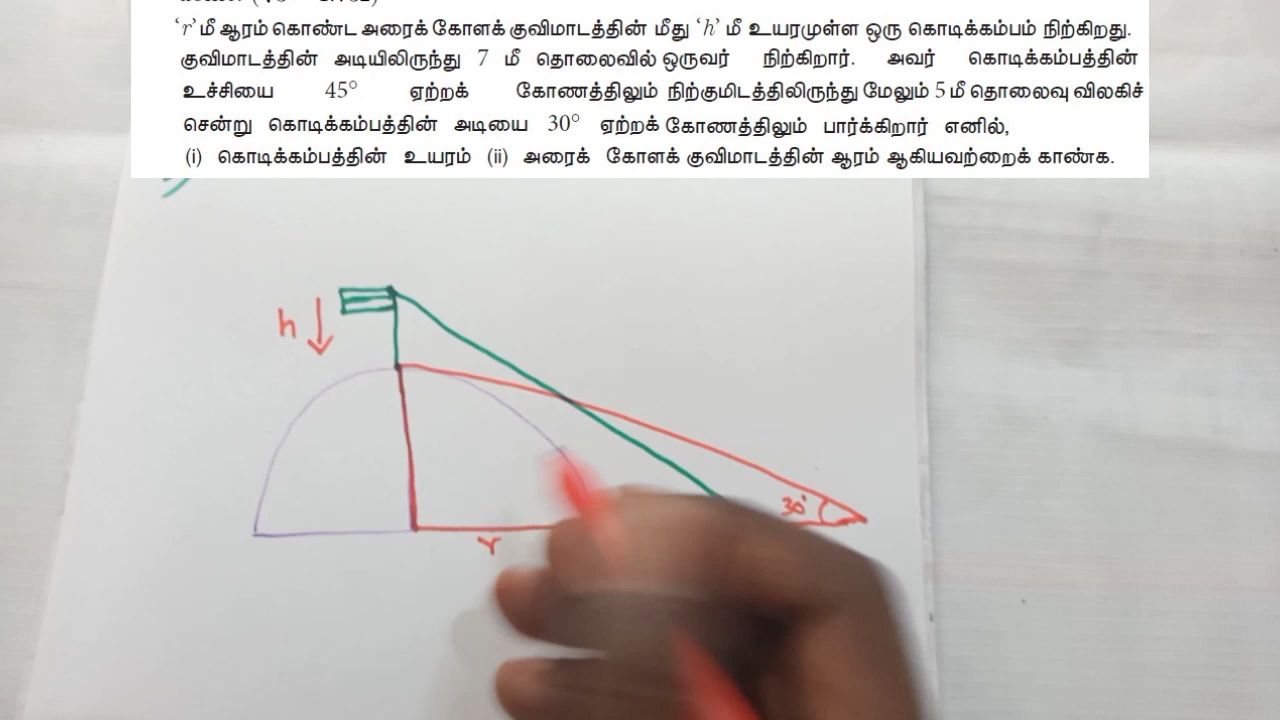 'r' மீ ஆரம் கொண்ட அரைக் கோளக் குவிமாடத்தின் மீது 'h' மீ உயரமுள்ள ஒரு கொடிக்கம்பம் நிற்கிறது.
குவிமாடத்தின் அடியிலிருந்து 7 மீ தொலைவில் ஒருவர் நிற்கிறார். அவர் கொடிக்கம்பத்தின்
உச்சியை 45° ஏற்றக் கோணத்திலும் நிற்குமிடத்திலிருந்து மேலும் 5 மீ தொலைவு விலகிச்
சென்று கொடிக்கம்பத்தின் அடியை 30° ஏற்றக் கோணத்திலும் பார்க்கிறார் எனில்,
(i) கொடிக்கம்பத்தின் உயரம் (ii) அரைக் கோளக் குவிமாடத்தின் ஆரம் ஆகியவற்றைக் காண்க.
h
30°
r